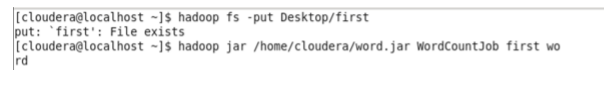 [cloudera@localhost ~]$ hadoop fs -put Desktop/first
put: `first': File exists
[cloudera@localhost ~]$ hadoop jar /home/cloudera/word.jar WordCountJob first wo
rd